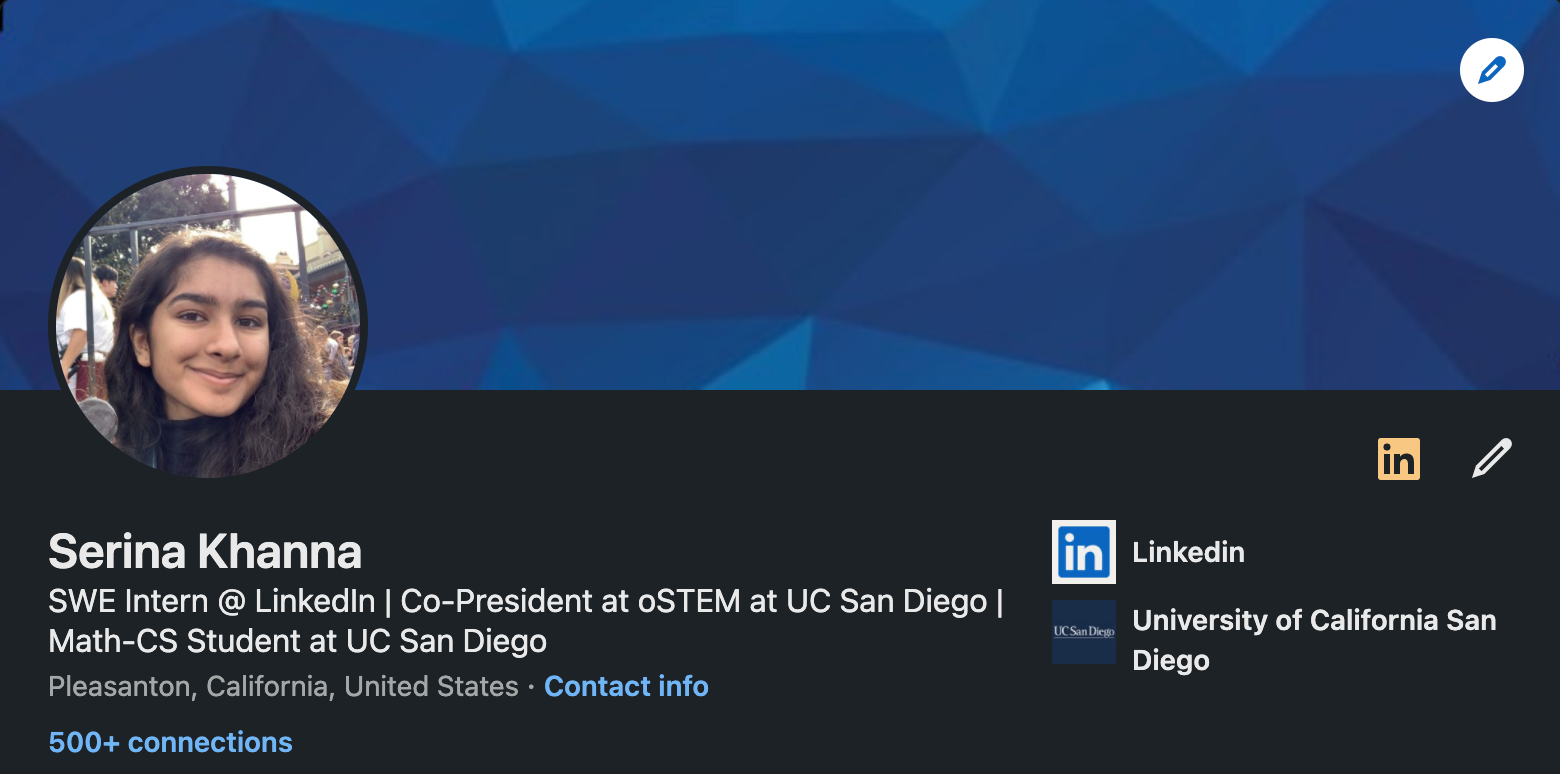 Serina Khanna
SWE Intern @ LinkedIn | Co-President at oSTEM at UC San Diego |
Math-CS Student at UC San Diego
Pleasanton, California, United States · Contact info
500+ connections
in
in
Linkedin
UC San Diego
University of California San
Diego